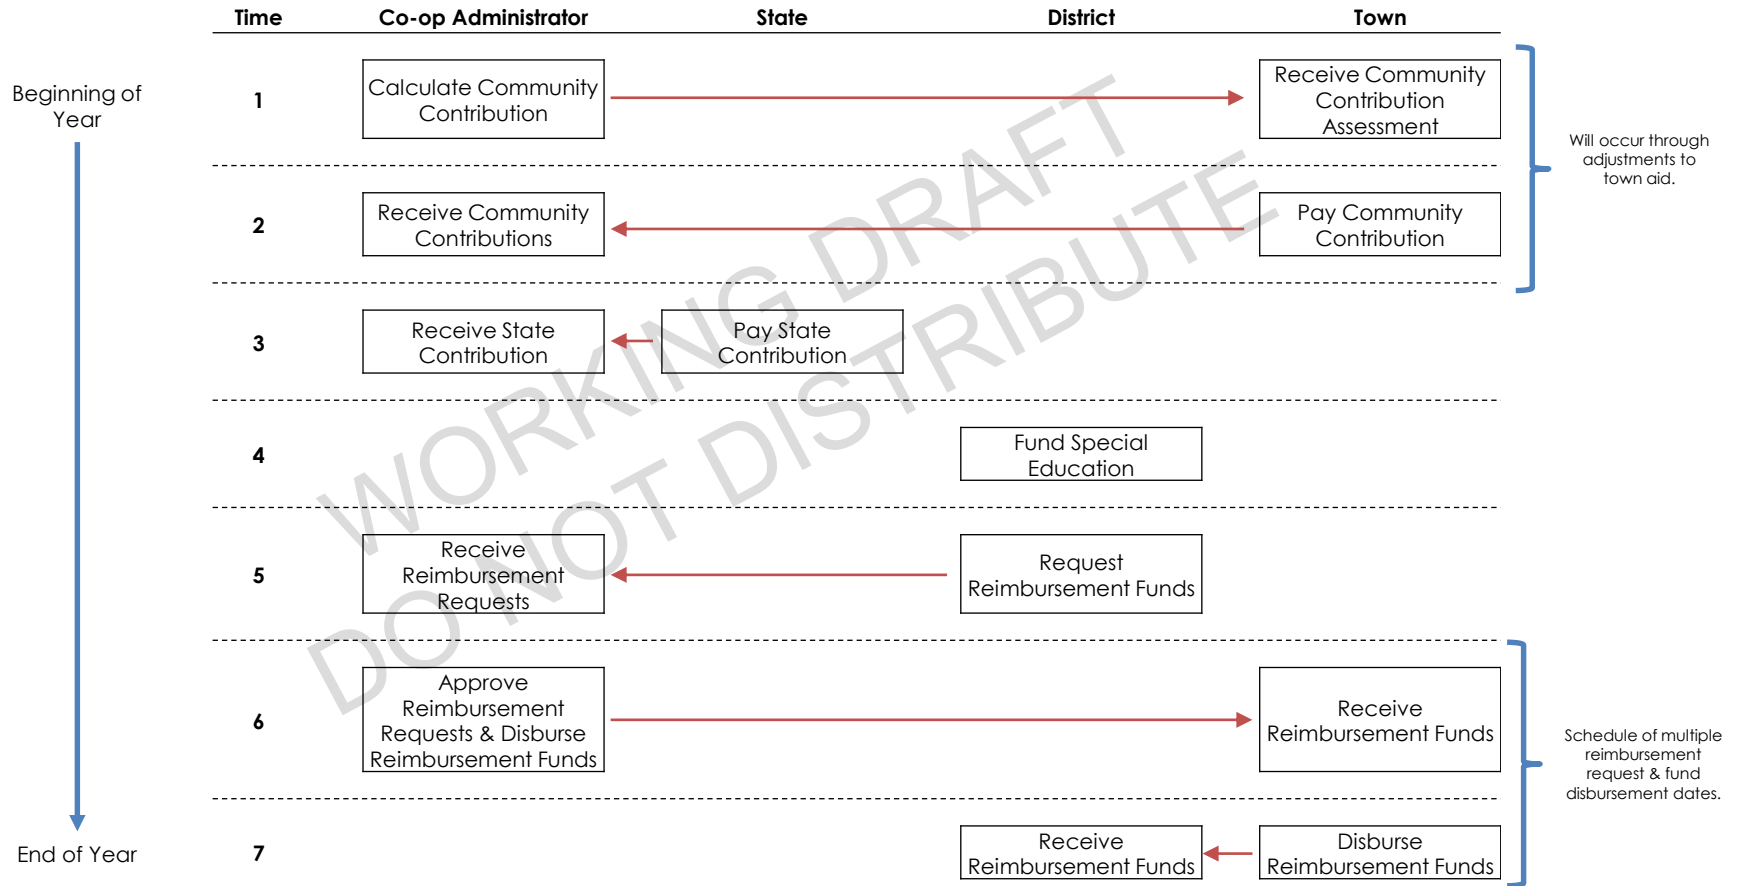 Time Co-op Administrator State District Town
Beginning of
Year
1
Calculate Community
Contribution
Receive Community
Contribution
Assessment
Will occur through
adjustments to
town aid.
2
Receive Community
Contributions
Pay Community
Contribution
3
Receive State
Contribution
Pay State
Contribution
4
Fund Special
Education
5
Receive
Reimbursement
Requests
Request
Reimbursement Funds
6
Approve
Reimbursement
Requests & Disburse
Reimbursement Funds
Receive
Reimbursement Funds
Schedule of multiple
reimbursement
request & fund
disbursement dates.
End of Year
7
Receive
Reimbursement Funds
Disburse
Reimbursement Funds
WORKING DRAFT
DO NOT DISTRIBUTE